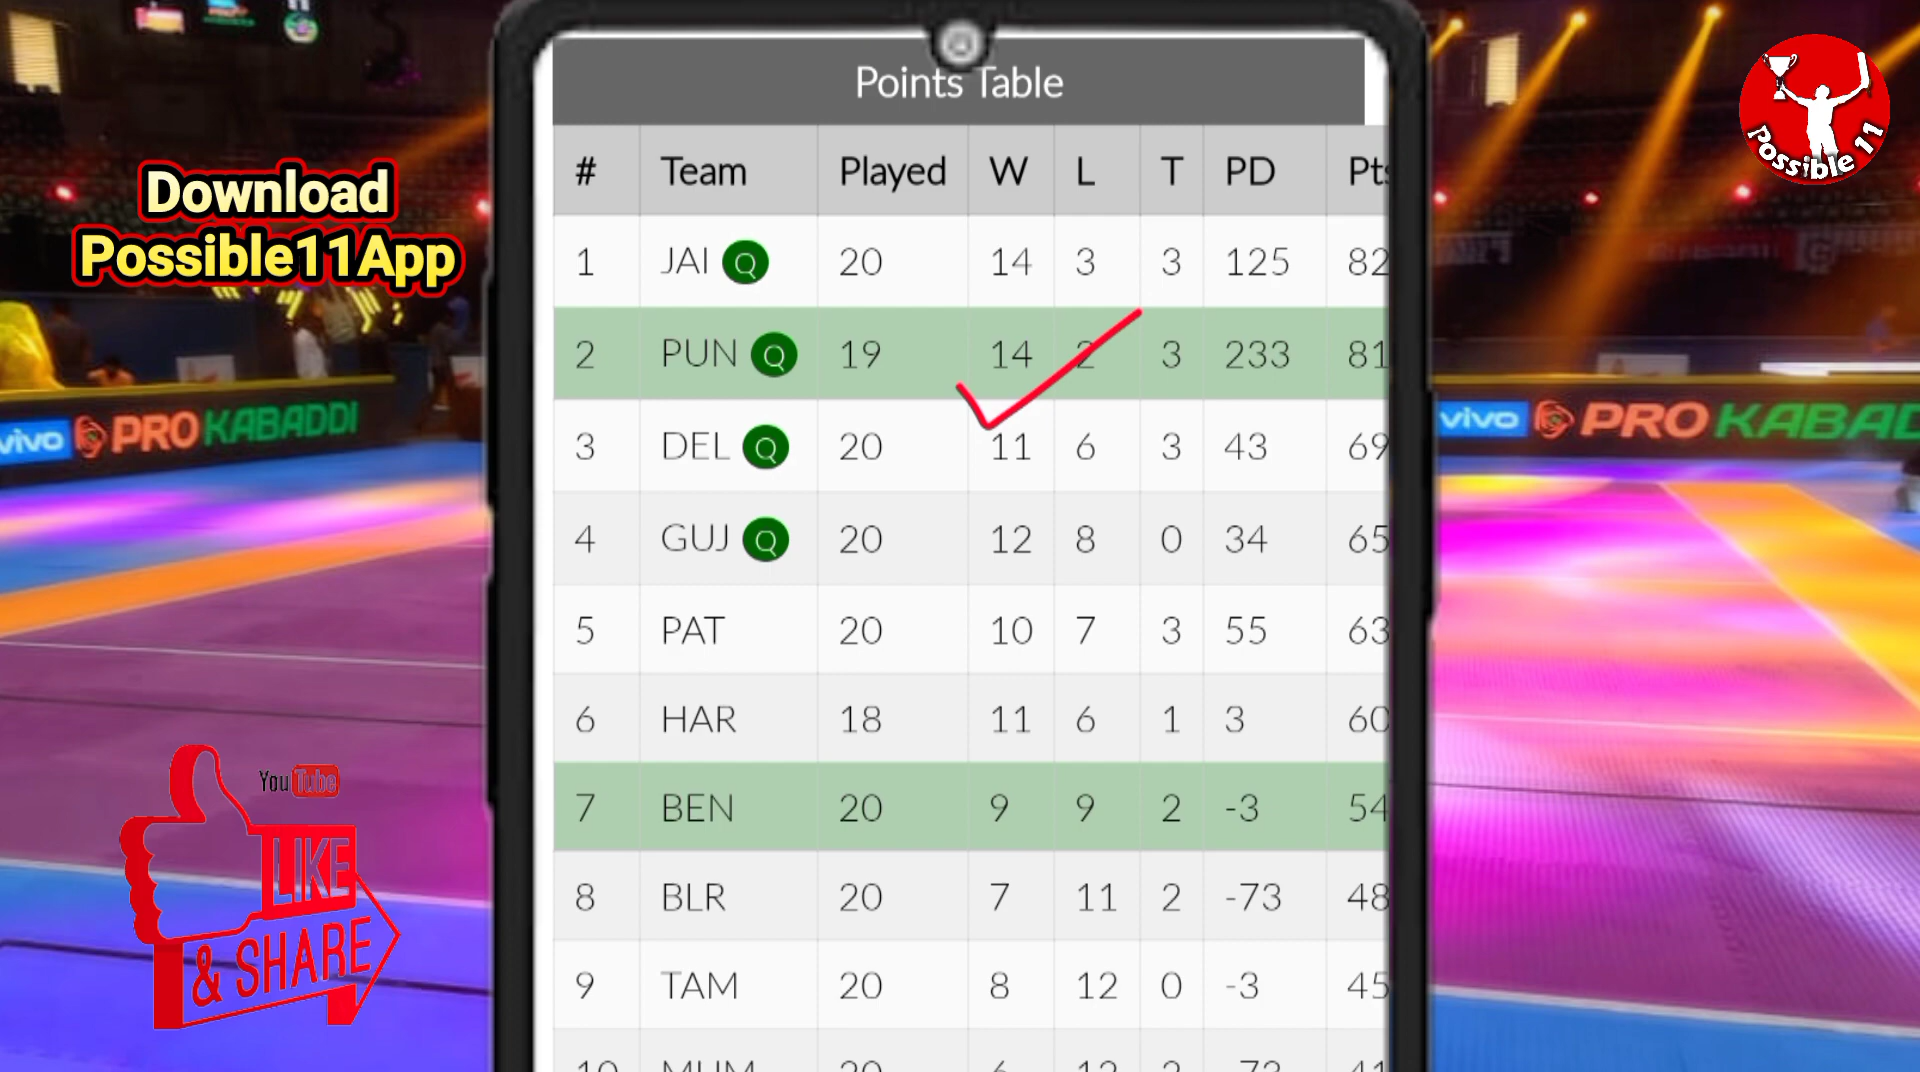 Points Table
# Team Played W L T PD Pts
1 JAI Q 20 14 3 3 125 82
2 PUN Q 19 14 2 3 233 81
3 DEL Q 20 11 6 3 43 69
4 GUJ Q 20 12 8 0 34 65
5 PAT 20 10 7 3 55 63
6 HAR 18 11 6 1 3 60
7 BEN 20 9 9 2 -3 54
8 BLR 20 7 11 2 -73 48
9 TAM 20 8 12 0 -3 45
10 MUM 20
Download
Possible11App
Possible 11
vivo PRO KABADDI
vivo PRO KABAD
YouTube
LIKE
& SHARE